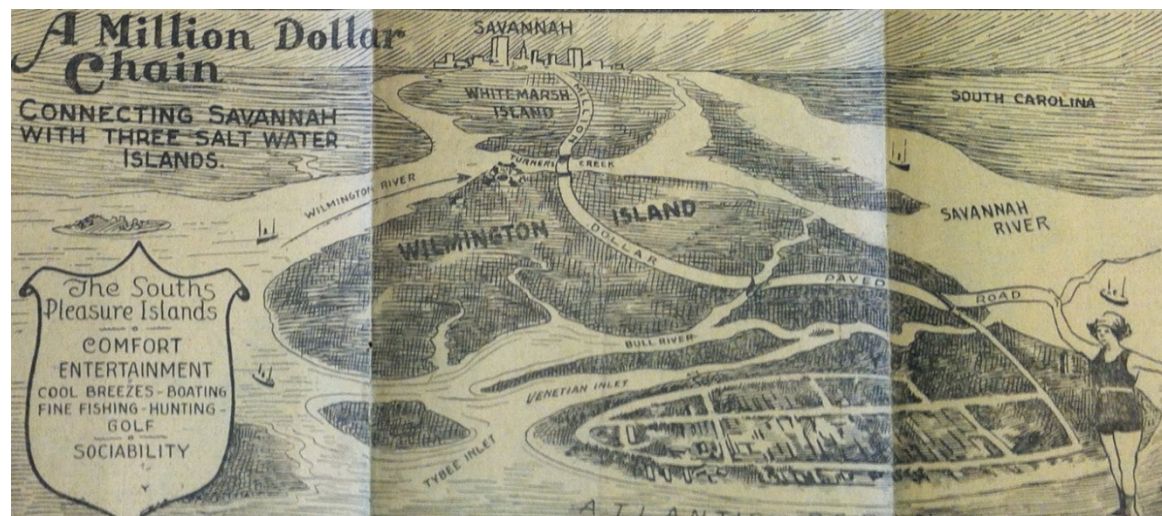 A Million Dollar
Chain
CONNECTING SAVANNAH
WITH THREE SALT WATER
ISLANDS.
SAVANNAH
WHITEMARSH
ISLAND
MILLION
SOUTH CAROLINA
TURNERS CREEK
WILMINGTON RIVER
WILMINGTON ISLAND
SAVANNAH
RIVER
DOLLAR
PAVED
ROAD
The Souths
Pleasure Islands
COMFORT
ENTERTAINMENT
COOL BREEZES - BOATING
FINE FISHING - HUNTING -
GOLF
SOCIABILITY
BULL RIVER
VENETIAN INLET
TYBEE INLET
ATLANTIC